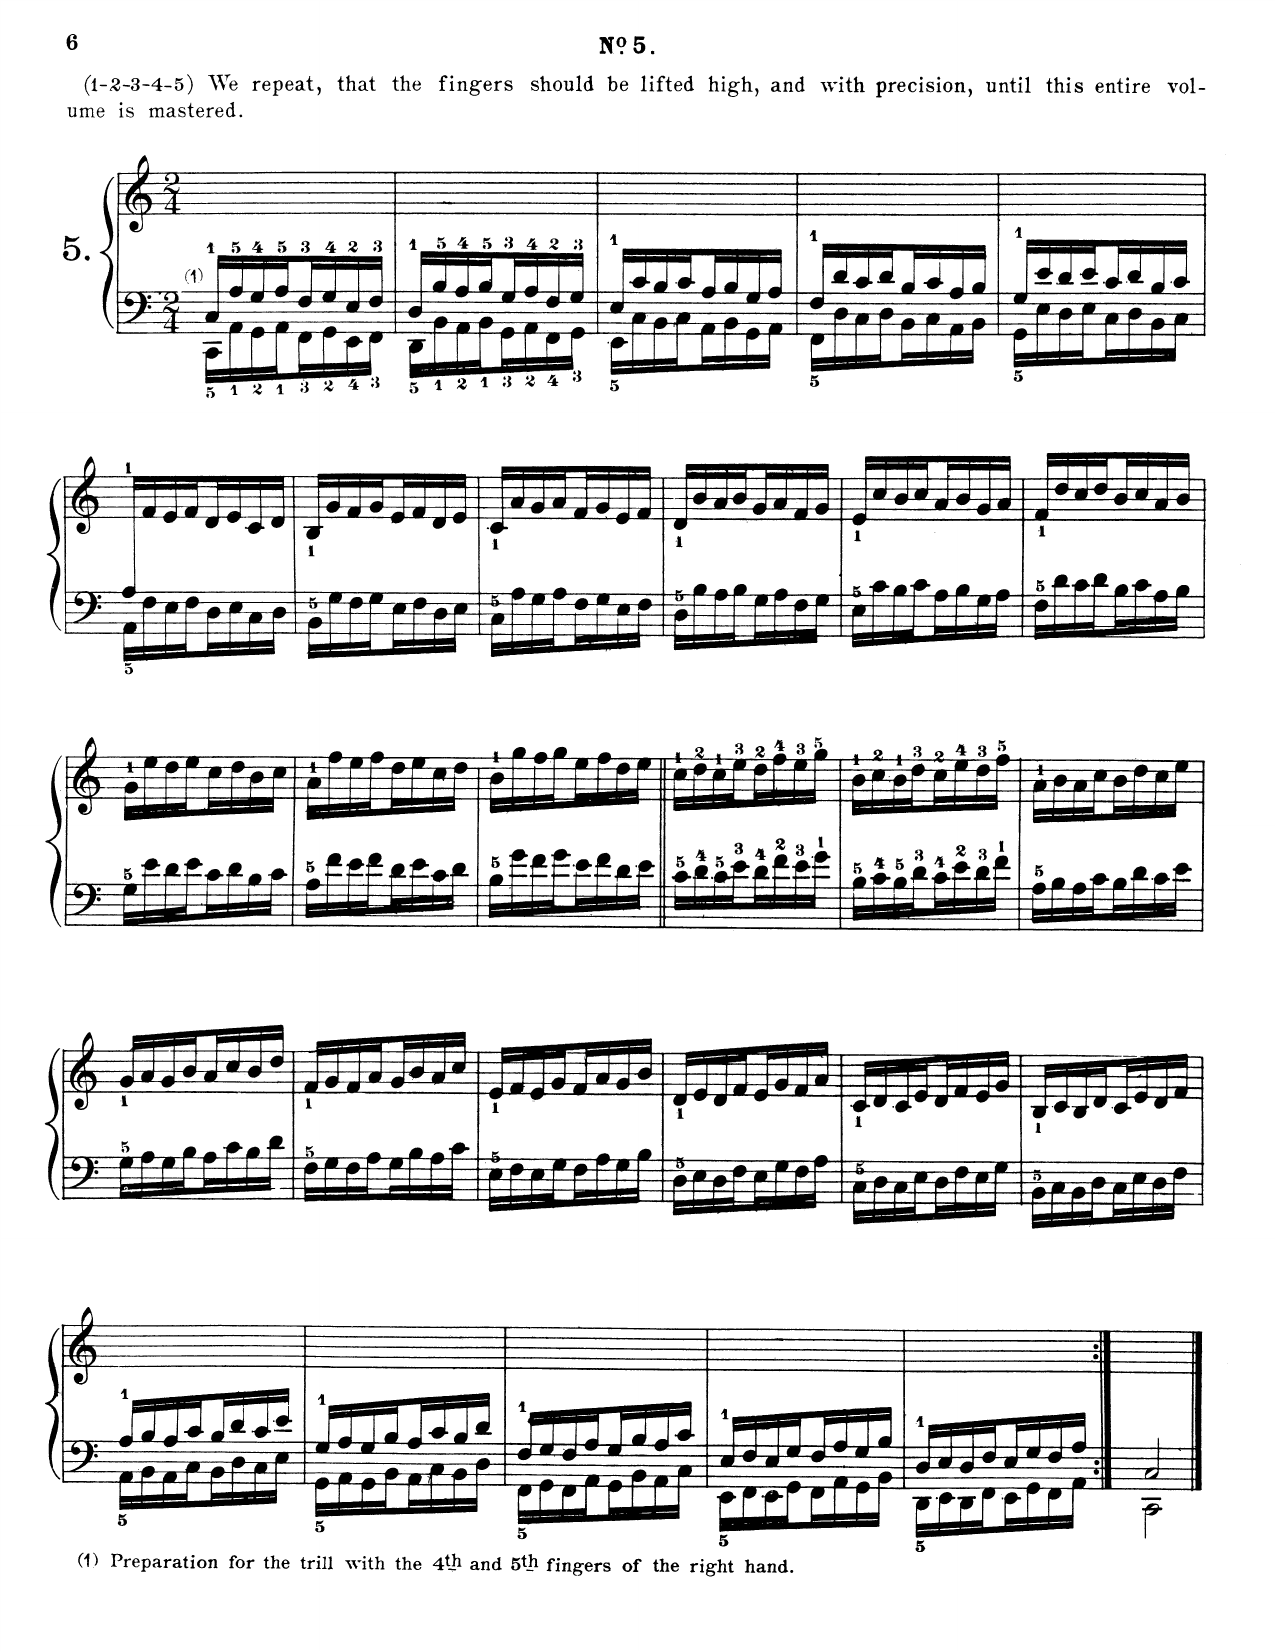 6
Nº 5.
(1-2-3-4-5) We repeat, that the fingers should be lifted high, and with precision, until this entire vol-
ume is mastered.
5.
2 4
1 5 4 5 3 4 2 3 1 5 4 5 3 4 2 3 1 1 1
(1)
2 4
5 1 2 1 3 2 4 3 5 1 2 1 3 2 4 3 5 5 5
1
1 1 1 1 1
5 5 5 5 5
5
1 1 1 1 2 1 3 2 4 3 5 1 2 1 3 2 4 3 5 1
5 5 5 5 4 5 3 4 2 3 1 5 4 5 3 4 2 3 1 5
1 1 1 1 1 1
5 5 5 5 5 5
1 1 1 1 1
5 5 5 5 5
(1) Preparation for the trill with the 4th and 5th fingers of the right hand.